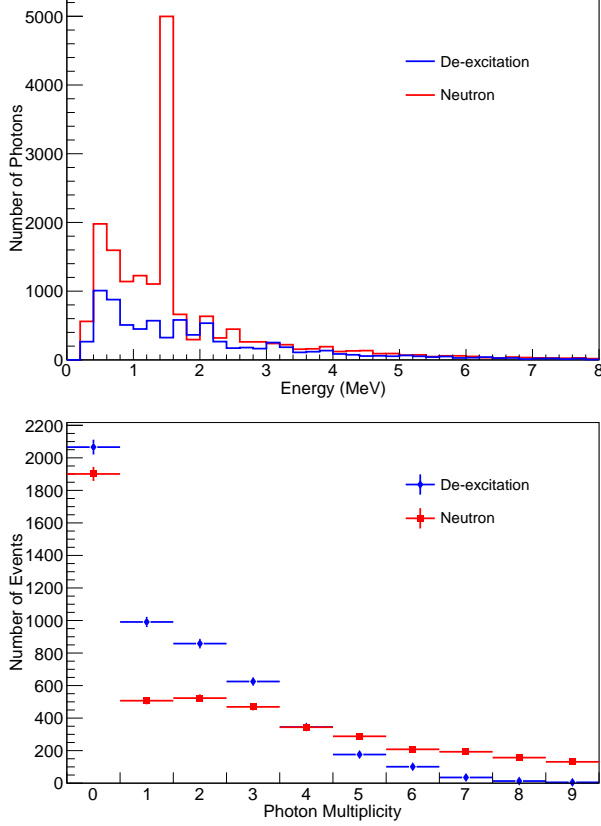 5000
4000
3000
2000
1000
0
Number of Photons
De-excitation
Neutron
0 1 2 3 4 5 6 7 8
Energy (MeV)
2200
2000
1800
1600
1400
1200
1000
800
600
400
200
0
Number of Events
De-excitation
Neutron
0 1 2 3 4 5 6 7 8 9
Photon Multiplicity